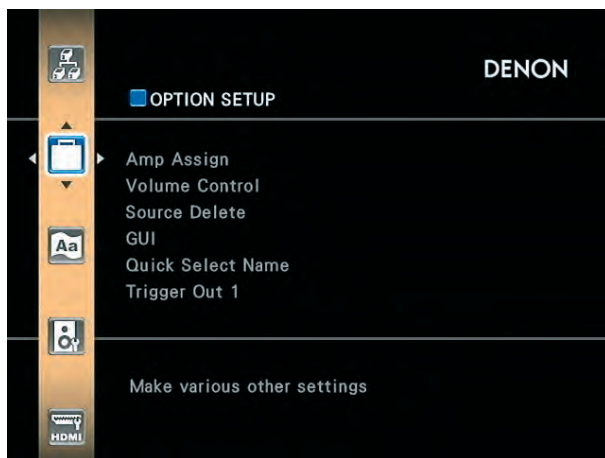 DENON
OPTION SETUP
Amp Assign
Volume Control
Source Delete
GUI
Aa
Quick Select Name
Trigger Out 1
Make various other settings
HDMI